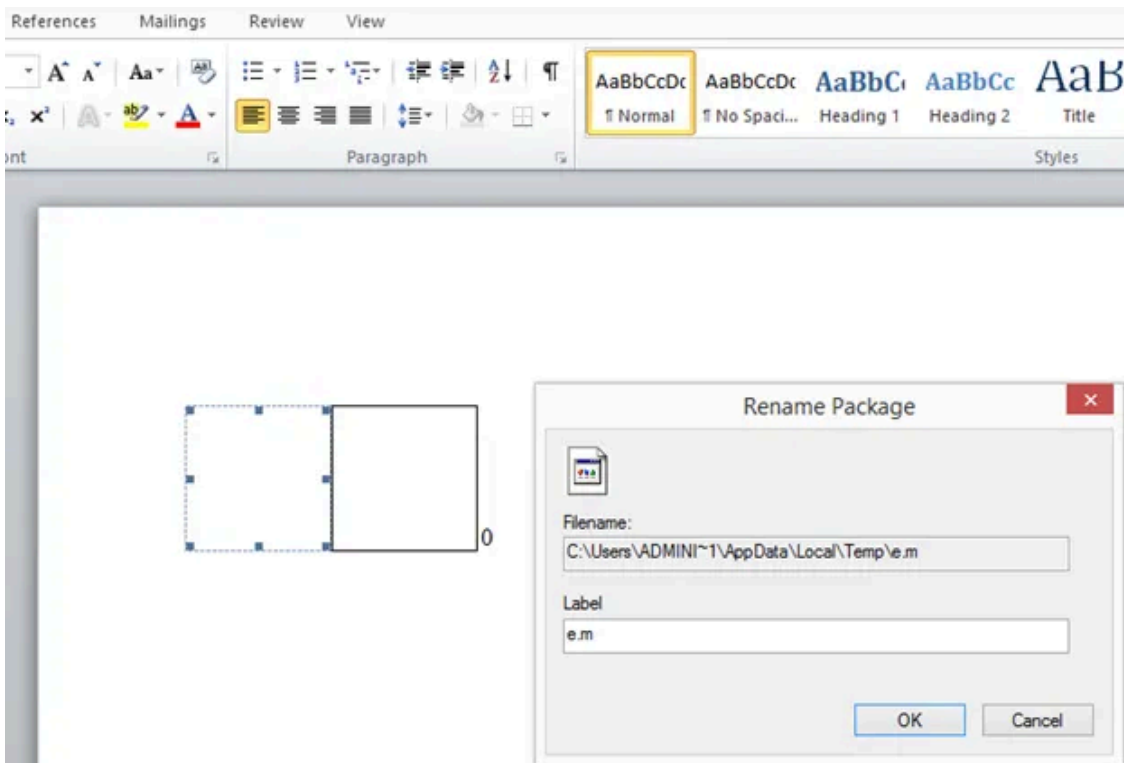 References Mailings Review View
Aa
AaBbCcDc AaBbCcDc AaBbC AaBbCc AaB
¶ Normal ¶ No Spaci... Heading 1 Heading 2 Title
Paragraph
Styles
Rename Package
0
Filename:
C:\Users\ADMINI~1\AppData\Local\Temp\e.m
Label
e.m
OK Cancel